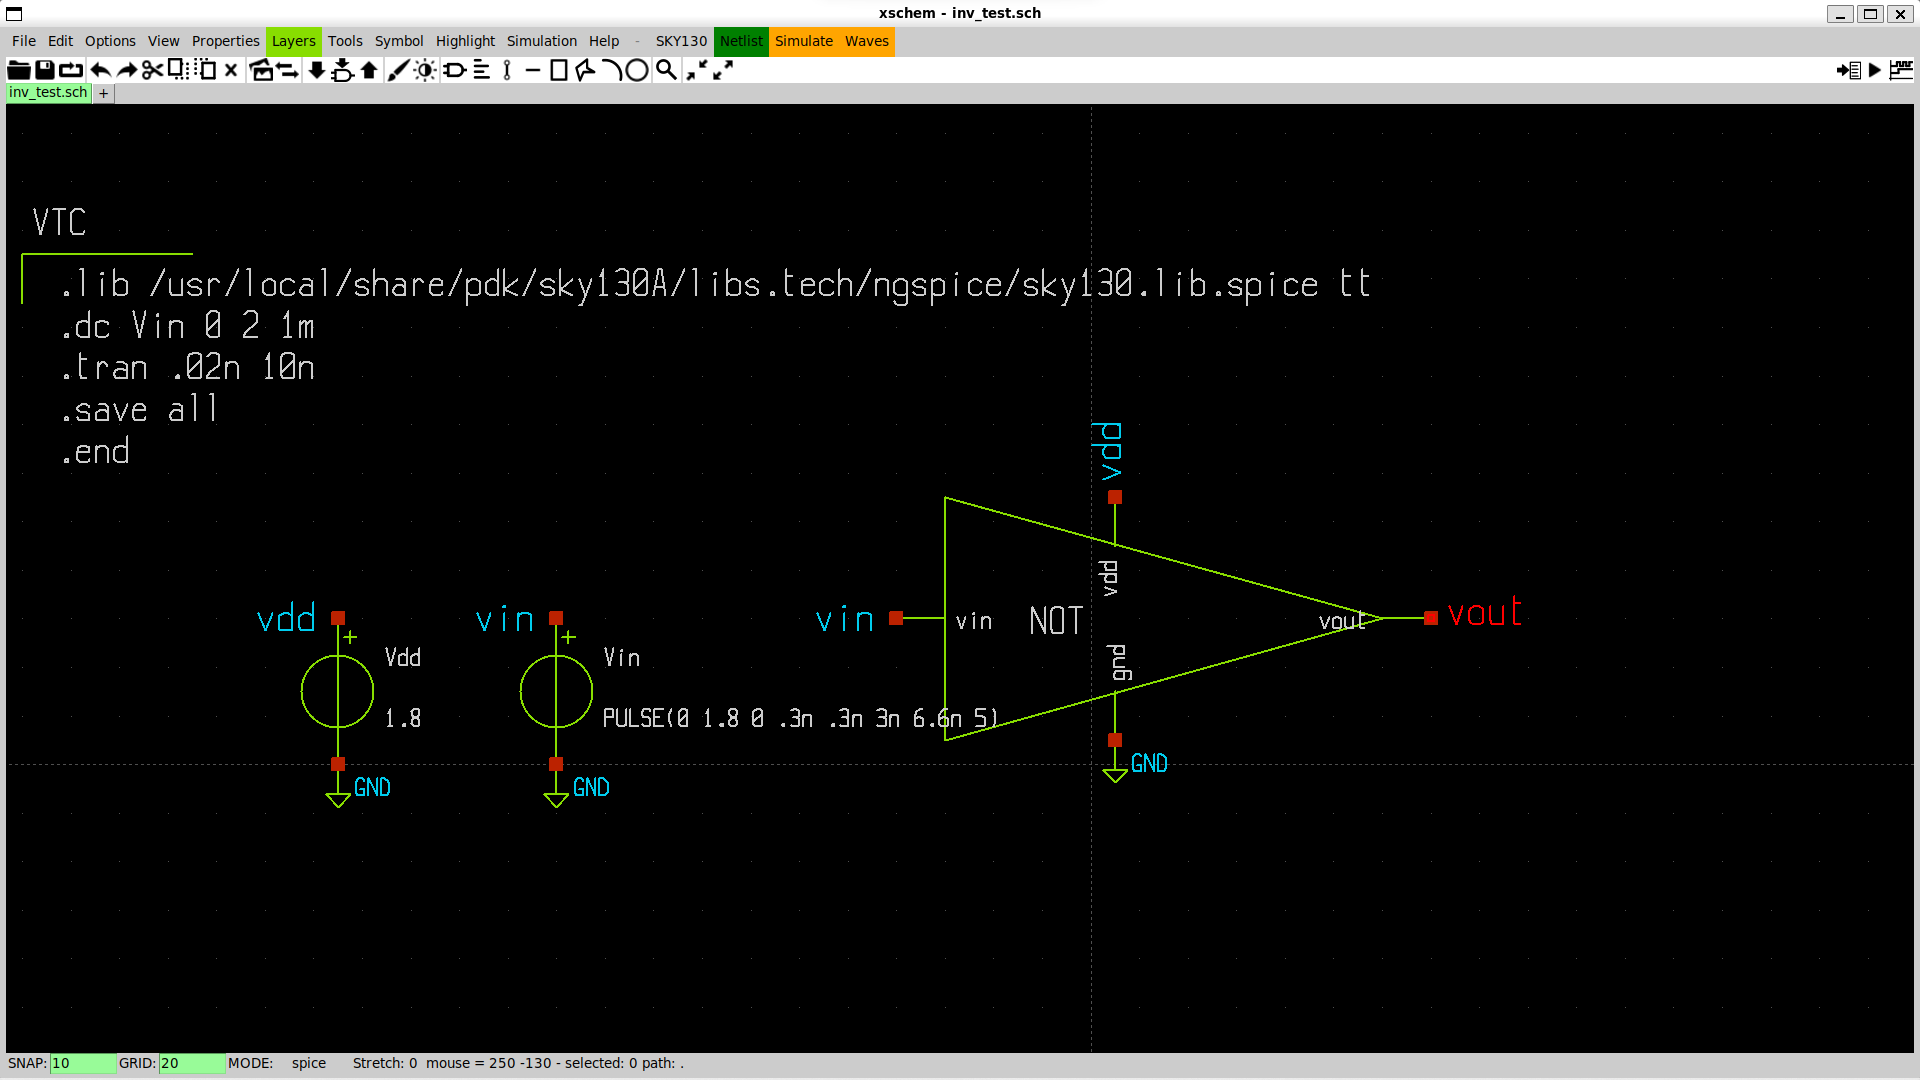 xschem - inv_test.sch
File Edit Options View Properties Layers Tools Symbol Highlight Simulation Help - SKY130 Netlist Simulate Waves
inv_test.sch +
VTC
.lib /usr/local/share/pdk/sky130A/libs.tech/ngspice/sky130.lib.spice tt
.dc Vin 0 2 1m
.tran .02n 10n
.save all
.end
vdd
vdd
vdd
Vdd
1.8
GND
vin
Vin
PULSE(0 1.8 0 .3n .3n 3n 6.6n 5)
GND
vin
vin
NOT
vout
vout
gnd
GND
SNAP: 10 GRID: 20 MODE: spice Stretch: 0 mouse = 250 -130 - selected: 0 path: .